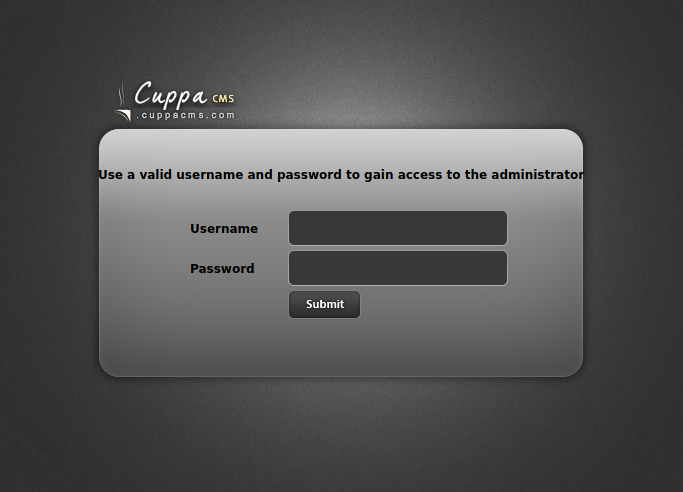 Cuppa CMS
.cuppacms.com
Use a valid username and password to gain access to the administrator
Username
Password
Submit